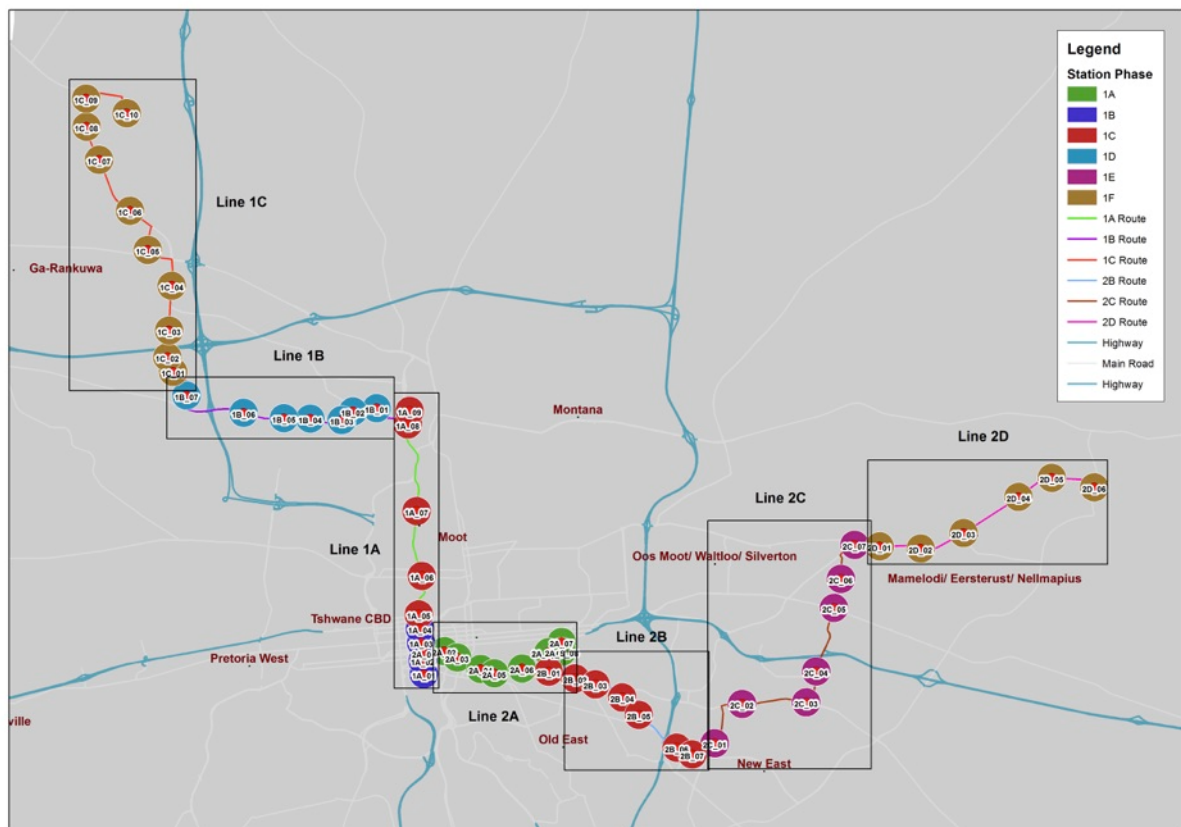 Legend
Station Phase
1A
1B
1C
1D
1E
1F
1A Route
1B Route
1C Route
2B Route
2C Route
2D Route
Highway
Main Road
Highway
1C_09
1C_10
1C_08
1C_07
1C_06
Line 1C
1C_05
Ga-Rankuwa
1C_04
1C_03
1C_02
1C_01
Line 1B
1B_07
1B_06
1B_05
1B_04
1B_03
1B_02
1B_01
1A_09
1A_08
Montana
1A_07
Moot
Line 1A
1A_06
Tshwane CBD
1A_05
1A_04
1A_03
1A_02
1A_01
Pretoria West
ville
2A_02
2A_03
2A_05
2A_06
2A_07
Line 2A
Line 2B
2B_01
2B_02
2B_03
2B_04
2B_05
2B_06
2B_07
Old East
New East
Line 2C
Oos Moot/ Waltloo/ Silverton
2C_01
2C_02
2C_03
2C_04
2C_05
2C_06
2C_07
Line 2D
2D_01
2D_02
2D_03
2D_04
2D_05
2D_06
Mamelodi/ Eersterust/ Nellmapius